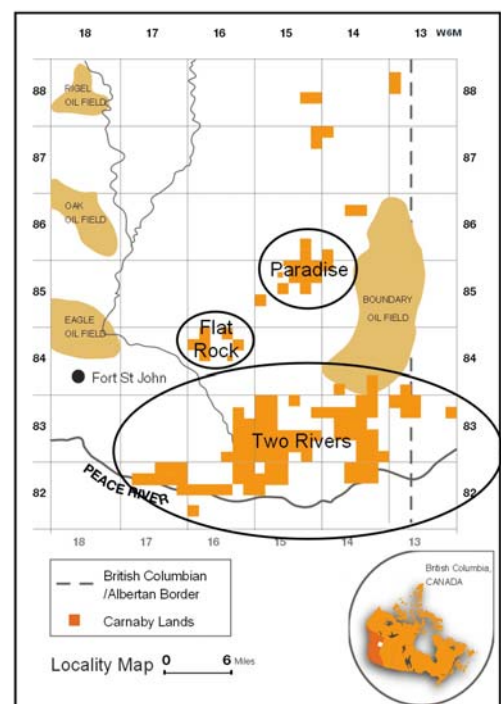 18 17 16 15 14 13 W6M
88 88
RIGEL
OIL FIELD
87 87
OAK
OIL FIELD
86 86
Paradise
85 85
BOUNDARY
OIL FIELD
EAGLE
OIL FIELD
Flat
Rock
84 84
Fort St John
83 83
Two Rivers
PEACE RIVER
82 82
18 17 16 15 14 13
British Columbian
/Albertan Border
Carnaby Lands
Locality Map 0 6 Miles
British Columbia,
CANADA